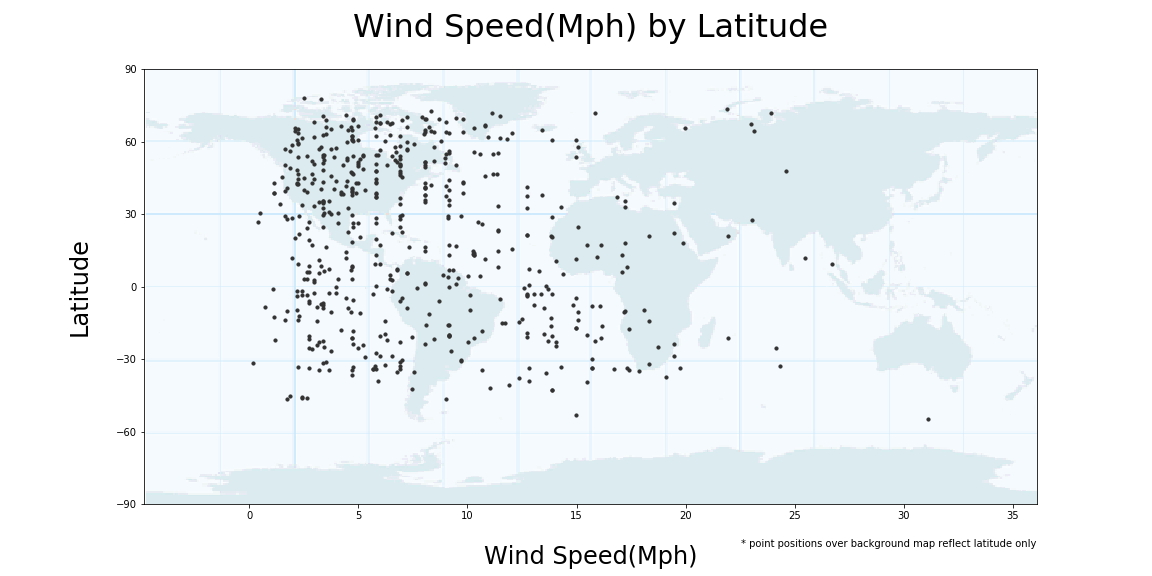 Wind Speed(Mph) by Latitude
90
60
30
0
−30
−60
−90
Latitude
0 5 10 15 20 25 30 35
Wind Speed(Mph)
* point positions over background map reflect latitude only